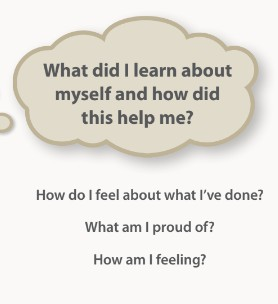 What did I learn about
myself and how did
this help me?
How do I feel about what I've done?
What am I proud of?
How am I feeling?